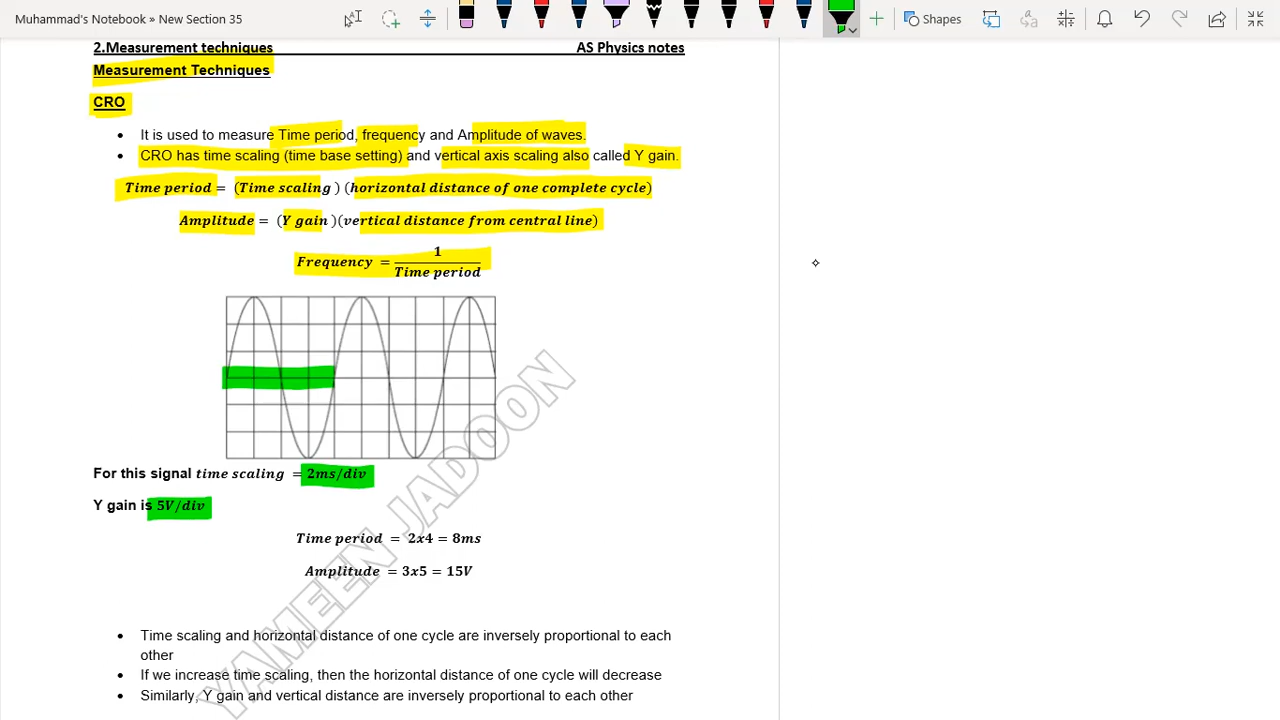 Muhammad's Notebook » New Section 35
Shapes
2.Measurement techniques AS Physics notes
Measurement Techniques
CRO
• It is used to measure Time period, frequency and Amplitude of waves.
• CRO has time scaling (time base setting) and vertical axis scaling also called Y gain.
Time period = (Time scaling )(horizontal distance of one complete cycle)
Amplitude = (Y gain )(vertical distance from central line)
Frequency = 1 / Time period
For this signal time scaling = 2ms/div
Y gain is 5V/div
Time period = 2x4 = 8ms
Amplitude = 3x5 = 15V
• Time scaling and horizontal distance of one cycle are inversely proportional to each
other
• If we increase time scaling, then the horizontal distance of one cycle will decrease
• Similarly, Y gain and vertical distance are inversely proportional to each other
YAMEEN JADOON